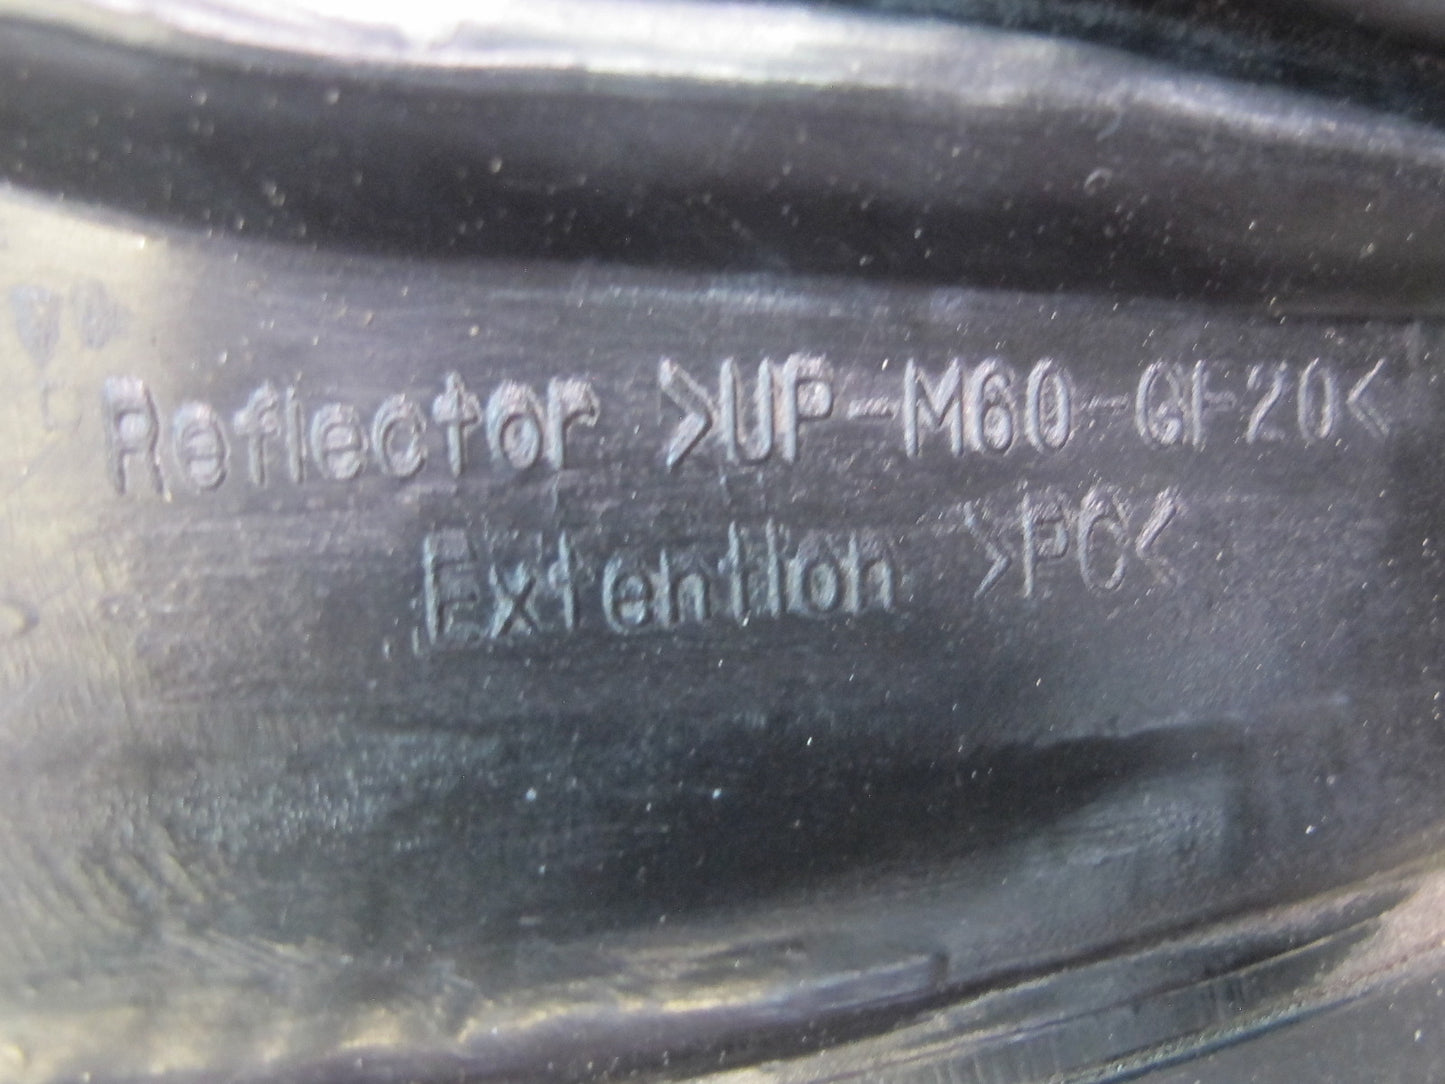 Reflector >UP-M60-GF20<
Extention >PC<